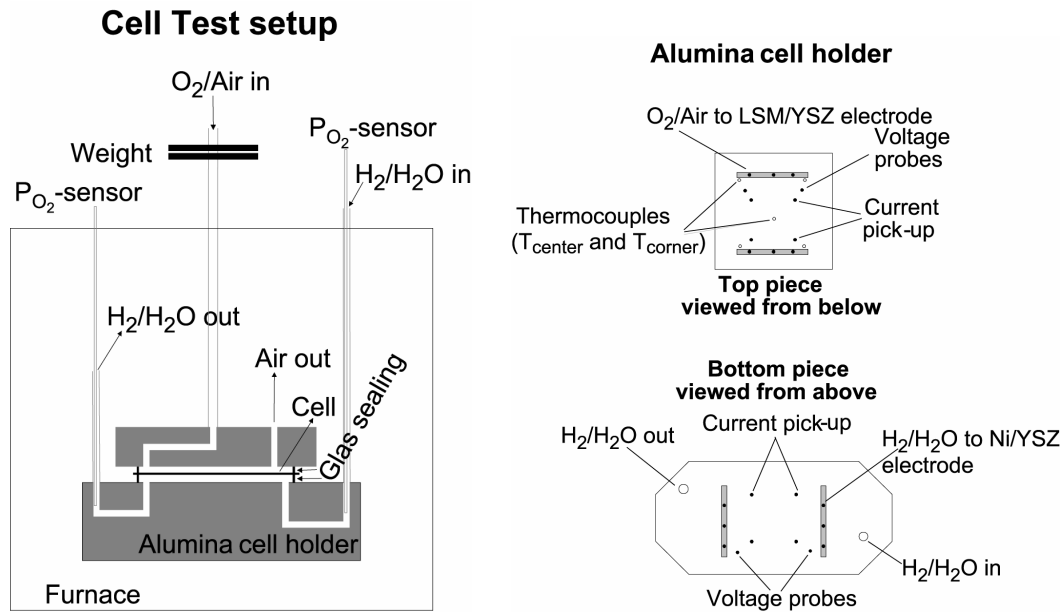 Cell Test setup
O2/Air in
Weight
PO2-sensor
PO2-sensor
H2/H2O in
H2/H2O out
Air out
Cell
Glas sealing
Alumina cell holder
Furnace
Alumina cell holder
O2/Air to LSM/YSZ electrode
Voltage
probes
Thermocouples
(Tcenter and Tcorner)
Current
pick-up
Top piece
viewed from below
Bottom piece
viewed from above
Current pick-up
H2/H2O out
H2/H2O to Ni/YSZ
electrode
H2/H2O in
Voltage probes